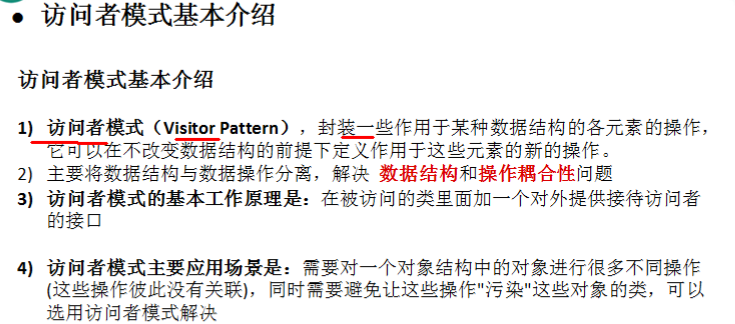 ● 访问者模式基本介绍
访问者模式基本介绍
1) 访问者模式（Visitor Pattern），封装一些作用于某种数据结构的各元素的操作，
它可以在不改变数据结构的前提下定义作用于这些元素的新的操作。
2) 主要将数据结构与数据操作分离，解决 数据结构和操作耦合性问题
3) 访问者模式的基本工作原理是：在被访问的类里面加一个对外提供接待访问者
的接口
4) 访问者模式主要应用场景是：需要对一个对象结构中的对象进行很多不同操作
(这些操作彼此没有关联)，同时需要避免让这些操作"污染"这些对象的类，可以
选用访问者模式解决